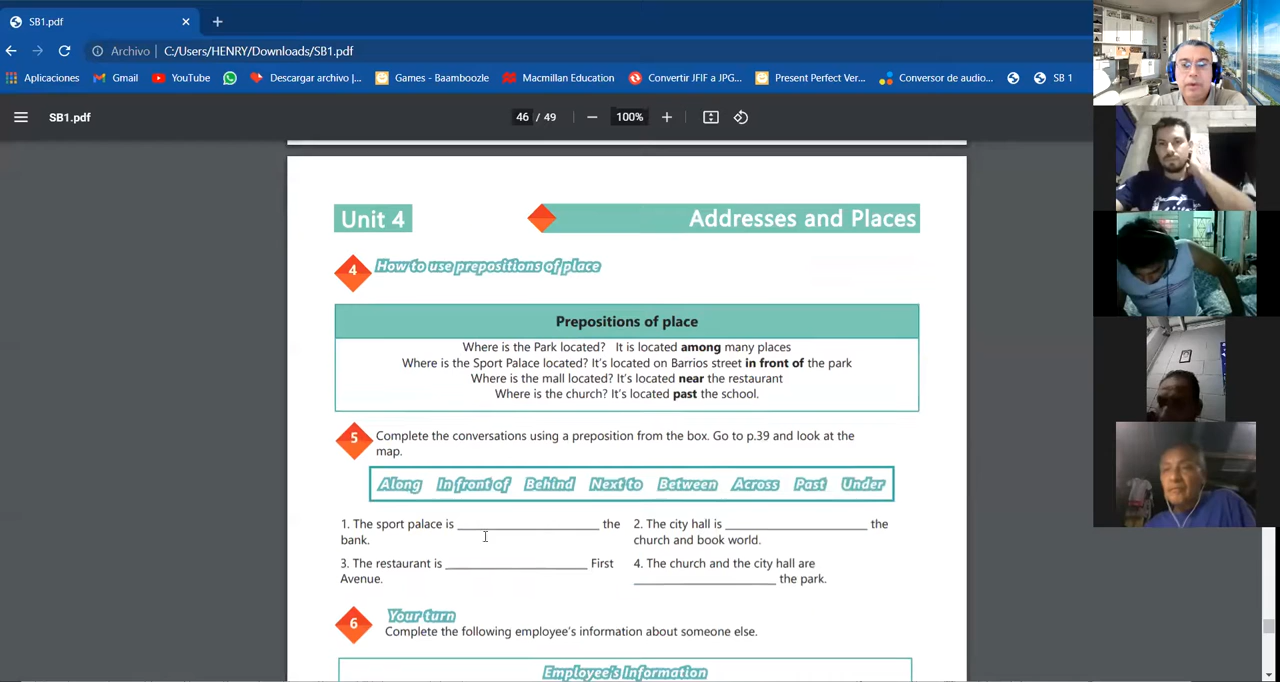 SB1.pdf
Archivo | C:/Users/HENRY/Downloads/SB1.pdf
Aplicaciones Gmail YouTube Descargar archivo |... Games - Baamboozle Macmillan Education Convertir JFIF a JPG... Present Perfect Ver... Conversor de audio... SB 1
SB1.pdf 46 / 49 100%
Unit 4 Addresses and Places
4 How to use prepositions of place
Prepositions of place
Where is the Park located? It is located among many places
Where is the Sport Palace located? It's located on Barrios street in front of the park
Where is the mall located? It's located near the restaurant
Where is the church? It's located past the school.
5 Complete the conversations using a preposition from the box. Go to p.39 and look at the
map.
Along In front of Behind Next to Between Across Past Under
1. The sport palace is ____________________ the
bank.
2. The city hall is ____________________ the
church and book world.
3. The restaurant is ____________________ First
Avenue.
4. The church and the city hall are
____________________ the park.
6 Your turn
Complete the following employee's information about someone else.
Employee's Information